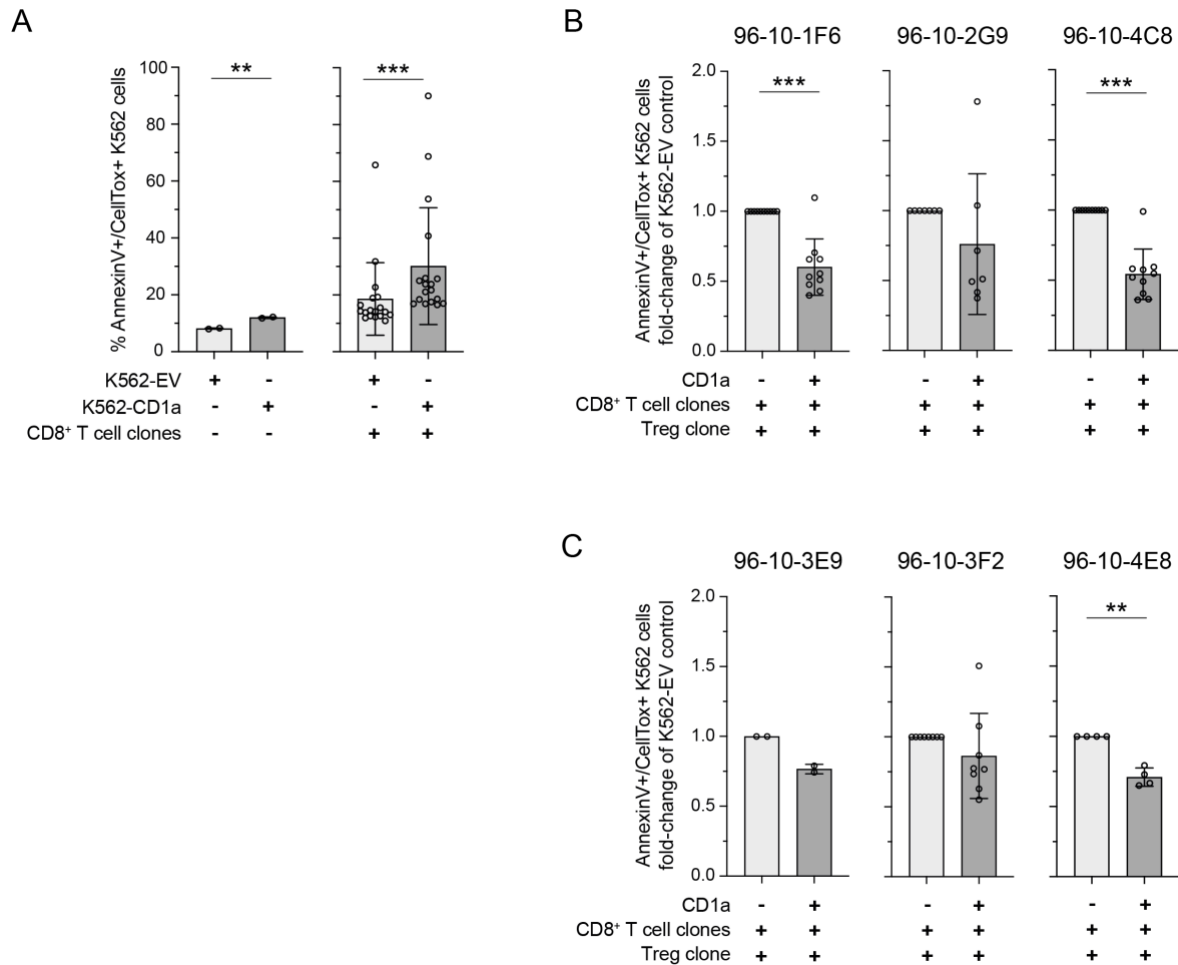 A
% AnnexinV+/CellTox+ K562 cells
100
80
60
40
20
0
** ***
K562-EV + - + -
K562-CD1a - + - +
CD8+ T cell clones - - + +
B
96-10-1F6 96-10-2G9 96-10-4C8
AnnexinV+/CellTox+ K562 cells
fold-change of K562-EV control
2.0
1.5
1.0
0.5
0.0
*** ***
CD1a - + - + - +
CD8+ T cell clones + + + + + +
Treg clone + + + + + +
C
96-10-3E9 96-10-3F2 96-10-4E8
AnnexinV+/CellTox+ K562 cells
fold-change of K562-EV control
2.0
1.5
1.0
0.5
0.0
**
CD1a - + - + - +
CD8+ T cell clones + + + + + +
Treg clone + + + + + +